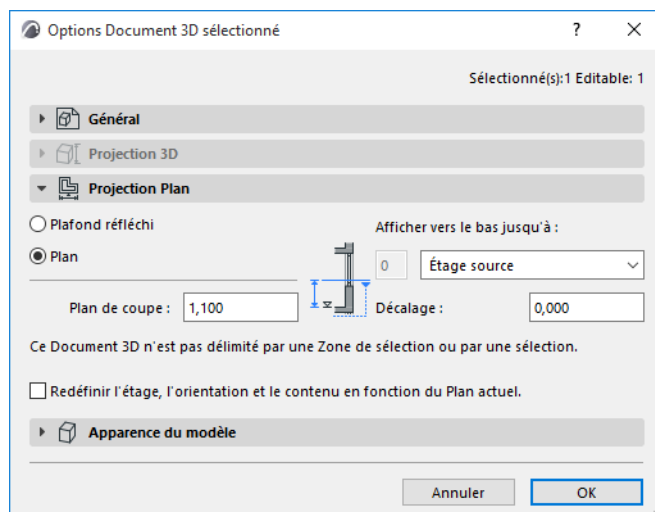 Options Document 3D sélectionné ?
Sélectionné(s):1 Editable: 1
Général
Projection 3D
Projection Plan
Plafond réfléchi
Afficher vers le bas jusqu'à :
Plan
0 Étage source
Plan de coupe : 1,100
Décalage : 0,000
Ce Document 3D n'est pas délimité par une Zone de sélection ou par une sélection.
Redéfinir l'étage, l'orientation et le contenu en fonction du Plan actuel.
Apparence du modèle
Annuler OK